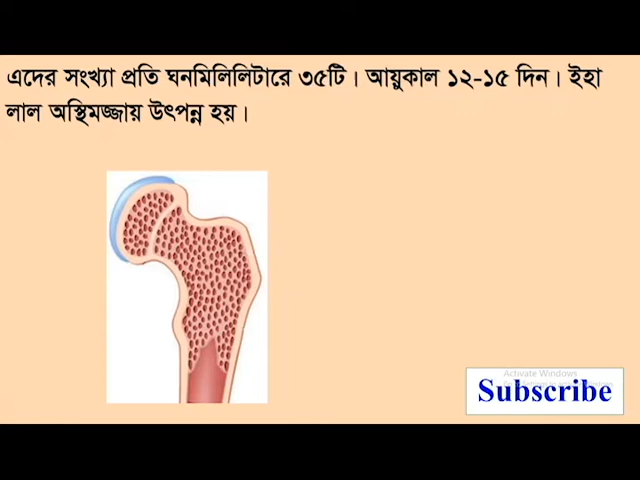 এদের সংখ্যা প্রতি ঘনমিলিলিটারে ৩৫টি। আয়ুকাল ১২-১৫ দিন। ইহা
লাল অস্থিমজ্জায় উৎপন্ন হয়।
Activate Windows
Subscribe